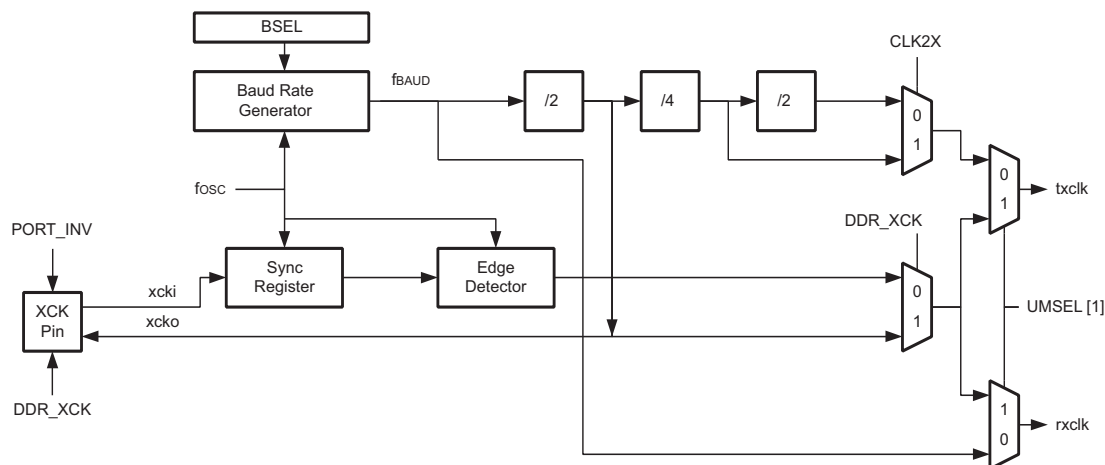 BSEL
CLK2X
fBAUD
Baud Rate
Generator
/2
/4
/2
0
1
0
1
txclk
fOSC
PORT_INV
DDR_XCK
Sync
Register
Edge
Detector
xcki
XCK
Pin
xcko
0
1
UMSEL [1]
DDR_XCK
1
0
rxclk